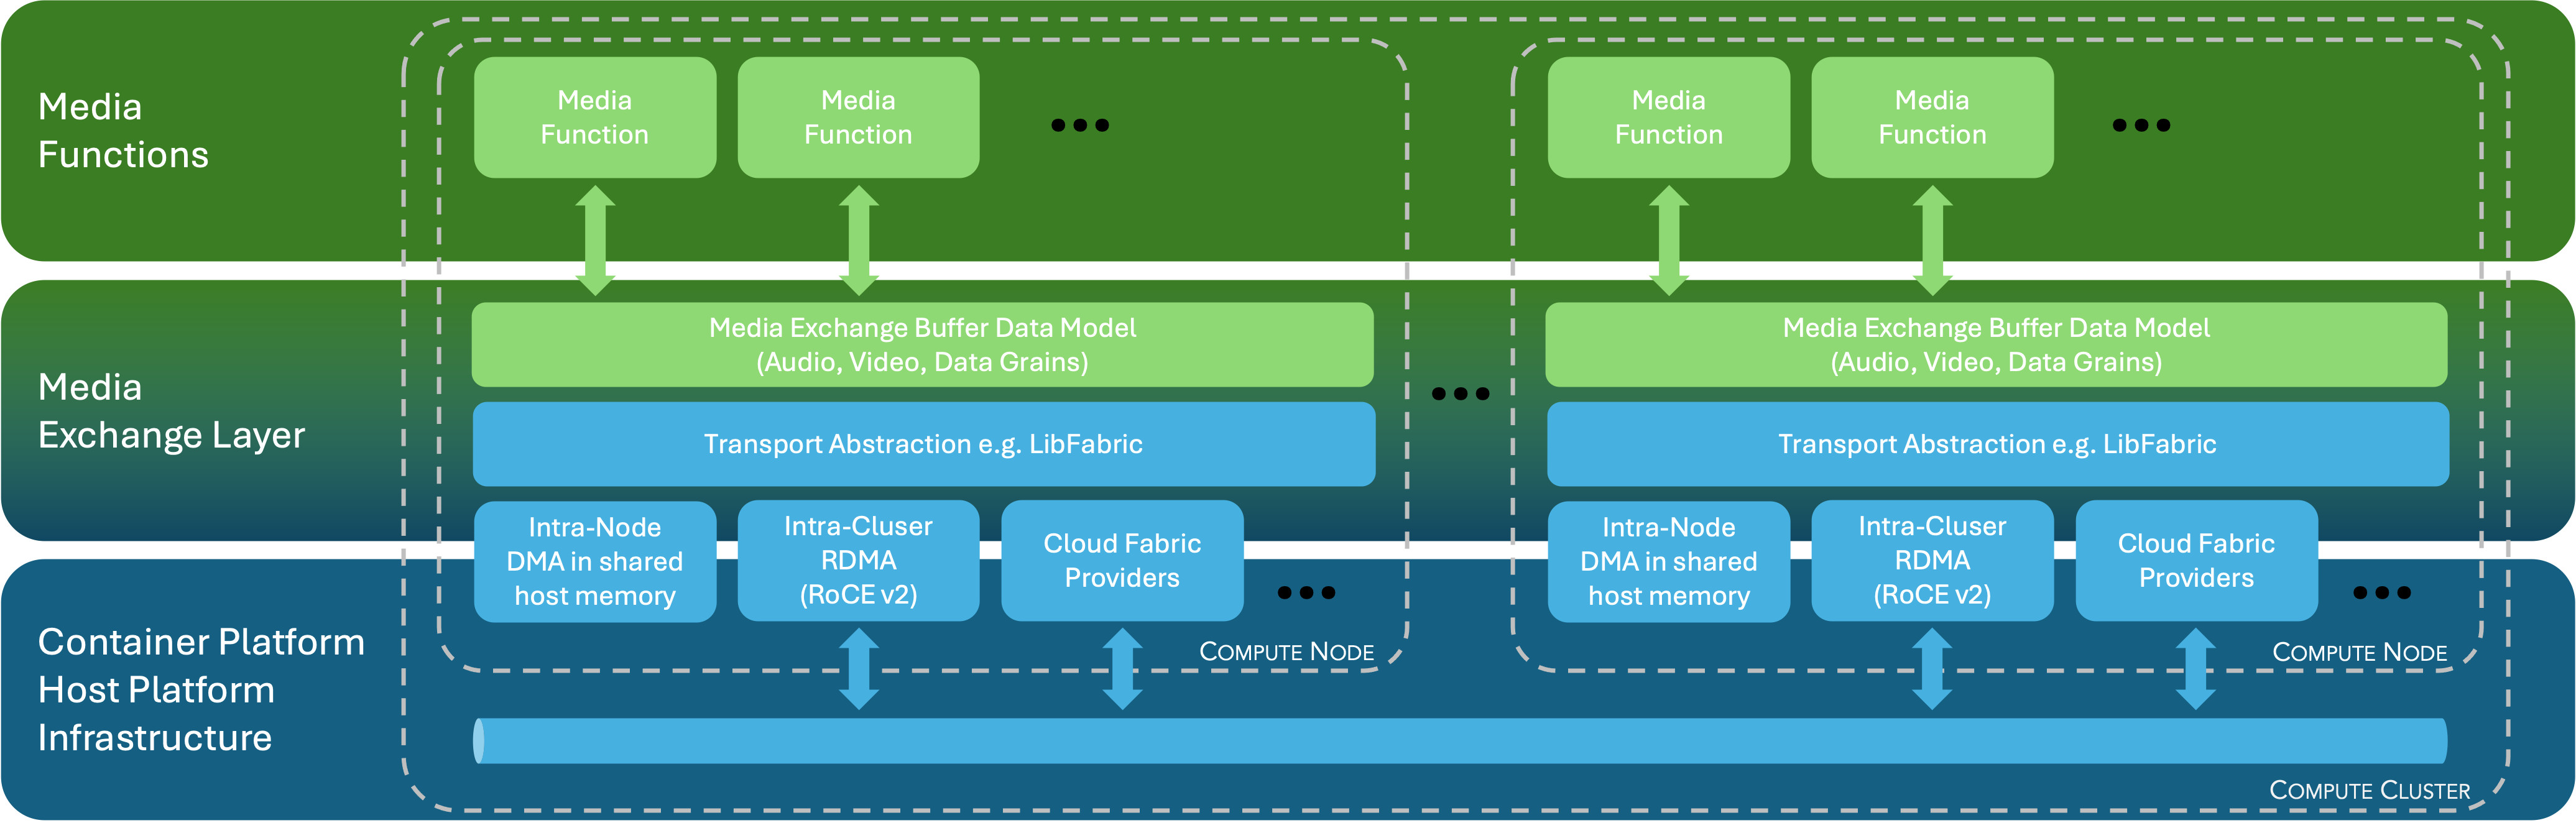 Media
Functions
Media
Function
Media
Function
Media
Function
Media
Function
Media
Exchange Layer
Media Exchange Buffer Data Model
(Audio, Video, Data Grains)
Transport Abstraction e.g. LibFabric
Media Exchange Buffer Data Model
(Audio, Video, Data Grains)
Transport Abstraction e.g. LibFabric
Intra-Node
DMA in shared
host memory
Intra-Cluser
RDMA
(RoCE v2)
Cloud Fabric
Providers
Intra-Node
DMA in shared
host memory
Intra-Cluser
RDMA
(RoCE v2)
Cloud Fabric
Providers
Container Platform
Host Platform
Infrastructure
COMPUTE NODE
COMPUTE NODE
COMPUTE CLUSTER